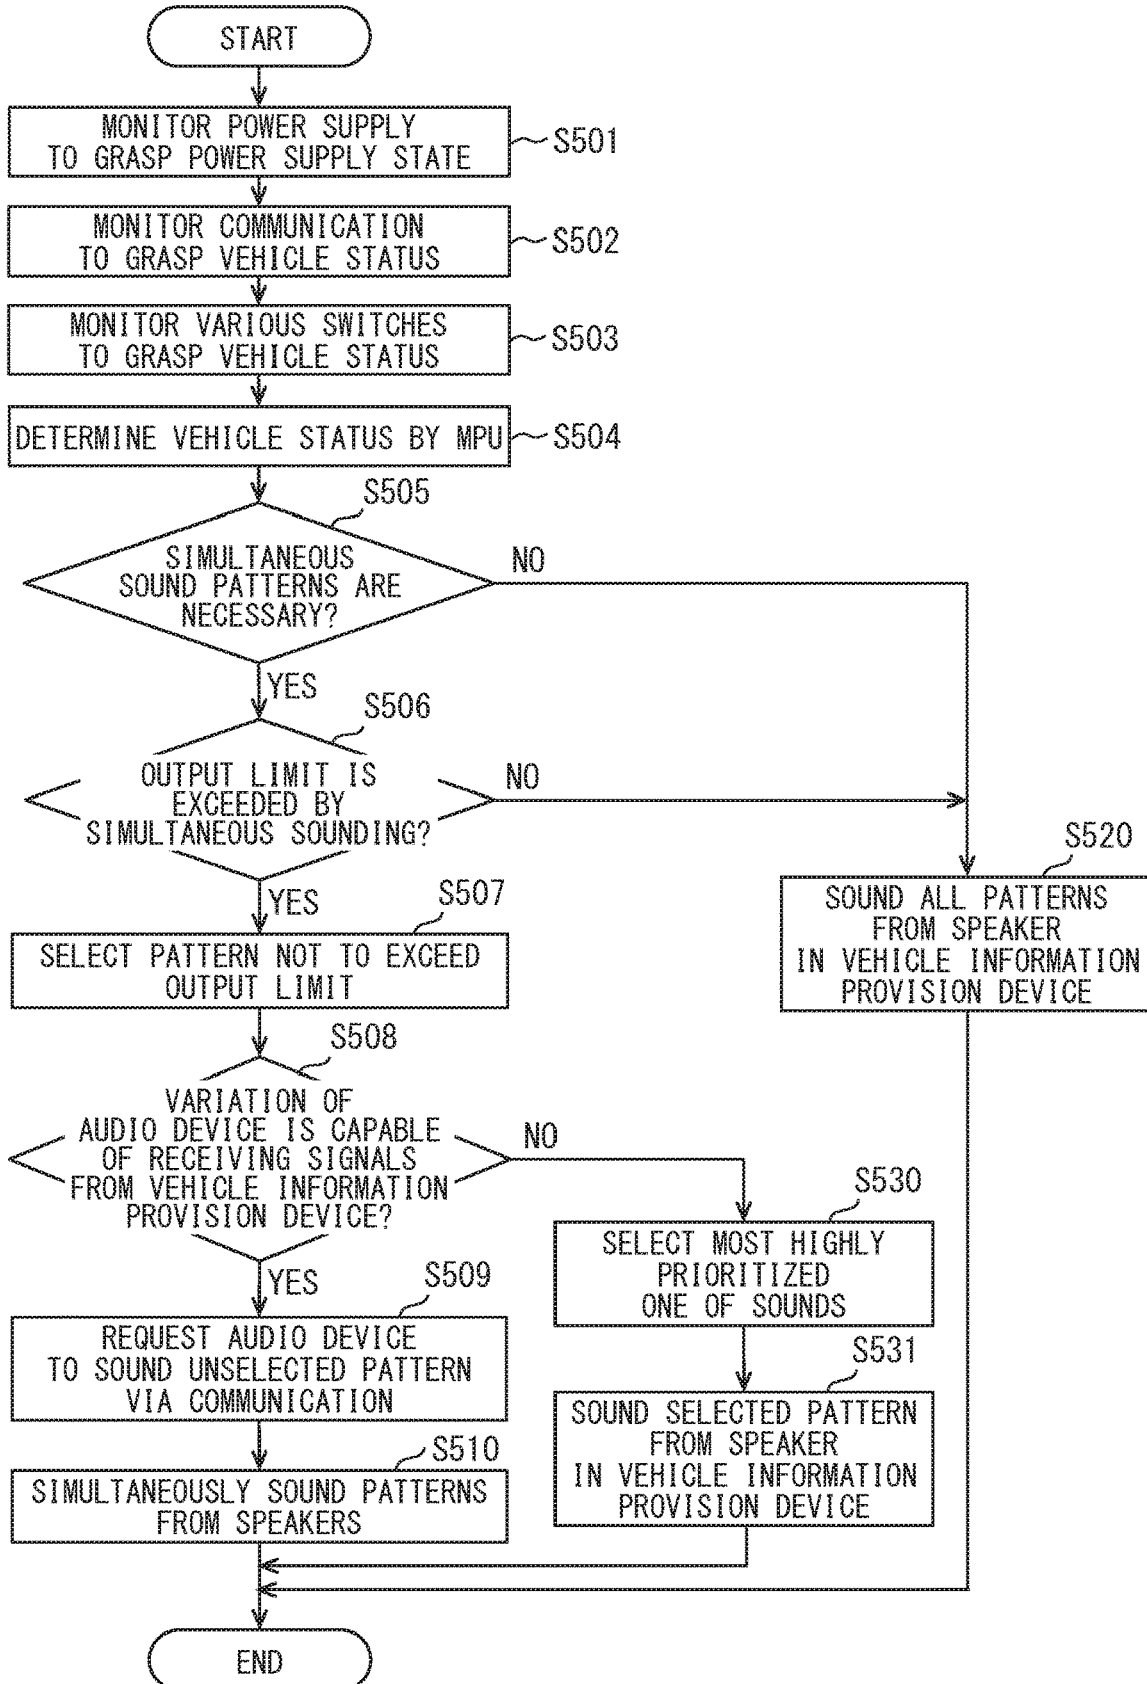 START
MONITOR POWER SUPPLY
TO GRASP POWER SUPPLY STATE
S501
MONITOR COMMUNICATION
TO GRASP VEHICLE STATUS
S502
MONITOR VARIOUS SWITCHES
TO GRASP VEHICLE STATUS
S503
DETERMINE VEHICLE STATUS BY MPU
S504
S505
SIMULTANEOUS
SOUND PATTERNS ARE
NECESSARY?
NO
YES
S506
OUTPUT LIMIT IS
EXCEEDED BY
SIMULTANEOUS SOUNDING?
NO
YES
S520
SOUND ALL PATTERNS
FROM SPEAKER
IN VEHICLE INFORMATION
PROVISION DEVICE
S507
SELECT PATTERN NOT TO EXCEED
OUTPUT LIMIT
S508
VARIATION OF
AUDIO DEVICE IS CAPABLE
OF RECEIVING SIGNALS
FROM VEHICLE INFORMATION
PROVISION DEVICE?
NO
YES
S530
SELECT MOST HIGHLY
PRIORITIZED
ONE OF SOUNDS
S509
REQUEST AUDIO DEVICE
TO SOUND UNSELECTED PATTERN
VIA COMMUNICATION
S531
SOUND SELECTED PATTERN
FROM SPEAKER
IN VEHICLE INFORMATION
PROVISION DEVICE
S510
SIMULTANEOUSLY SOUND PATTERNS
FROM SPEAKERS
END